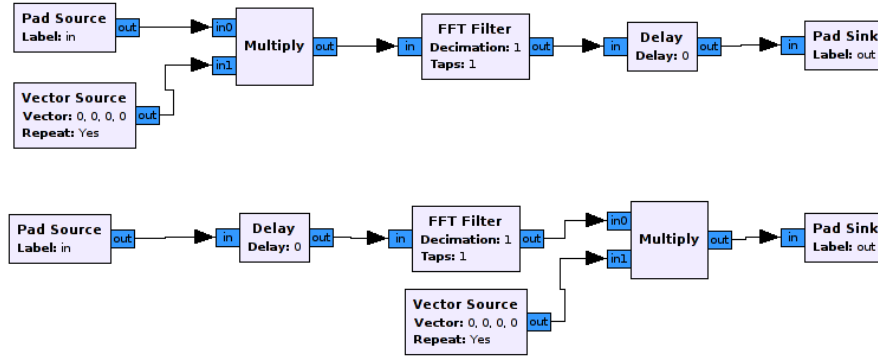 Pad Source
Label: in
out
in0
in1
Multiply
out
in
FFT Filter
Decimation: 1
Taps: 1
out
in
Delay
Delay: 0
out
in
Pad Sink
Label: out
Vector Source
Vector: 0, 0, 0, 0
Repeat: Yes
out
Pad Source
Label: in
out
in
Delay
Delay: 0
out
in
FFT Filter
Decimation: 1
Taps: 1
out
in0
in1
Multiply
out
in
Pad Sink
Label: out
Vector Source
Vector: 0, 0, 0, 0
Repeat: Yes
out